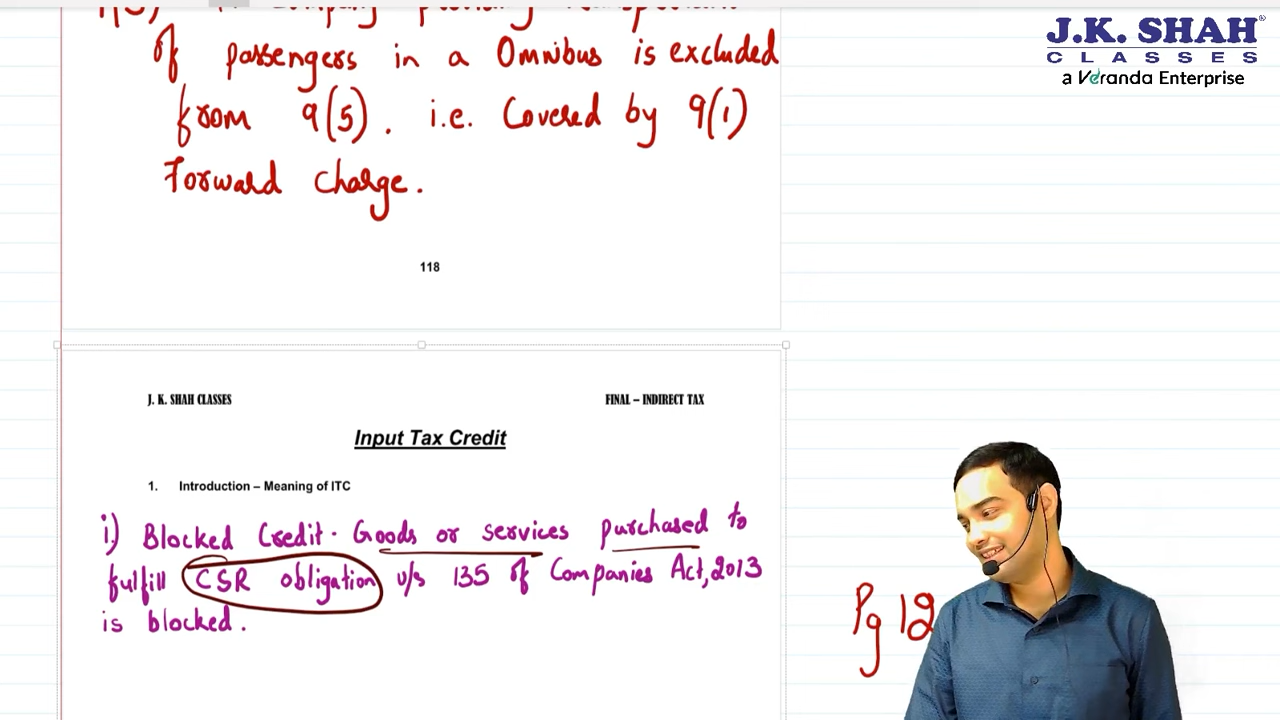 J.K. SHAH®
CLASSES
a Veranda Enterprise
of passengers in a Omnibus is excluded
from 9(5). i.e. Covered by 9(1)
Forward charge.
118
J. K. SHAH CLASSES FINAL – INDIRECT TAX
Input Tax Credit
1. Introduction – Meaning of ITC
i) Blocked Credit. Goods or services purchased to
fulfill CSR obligation u/s 135 of Companies Act,2013
is blocked.
Pg 12